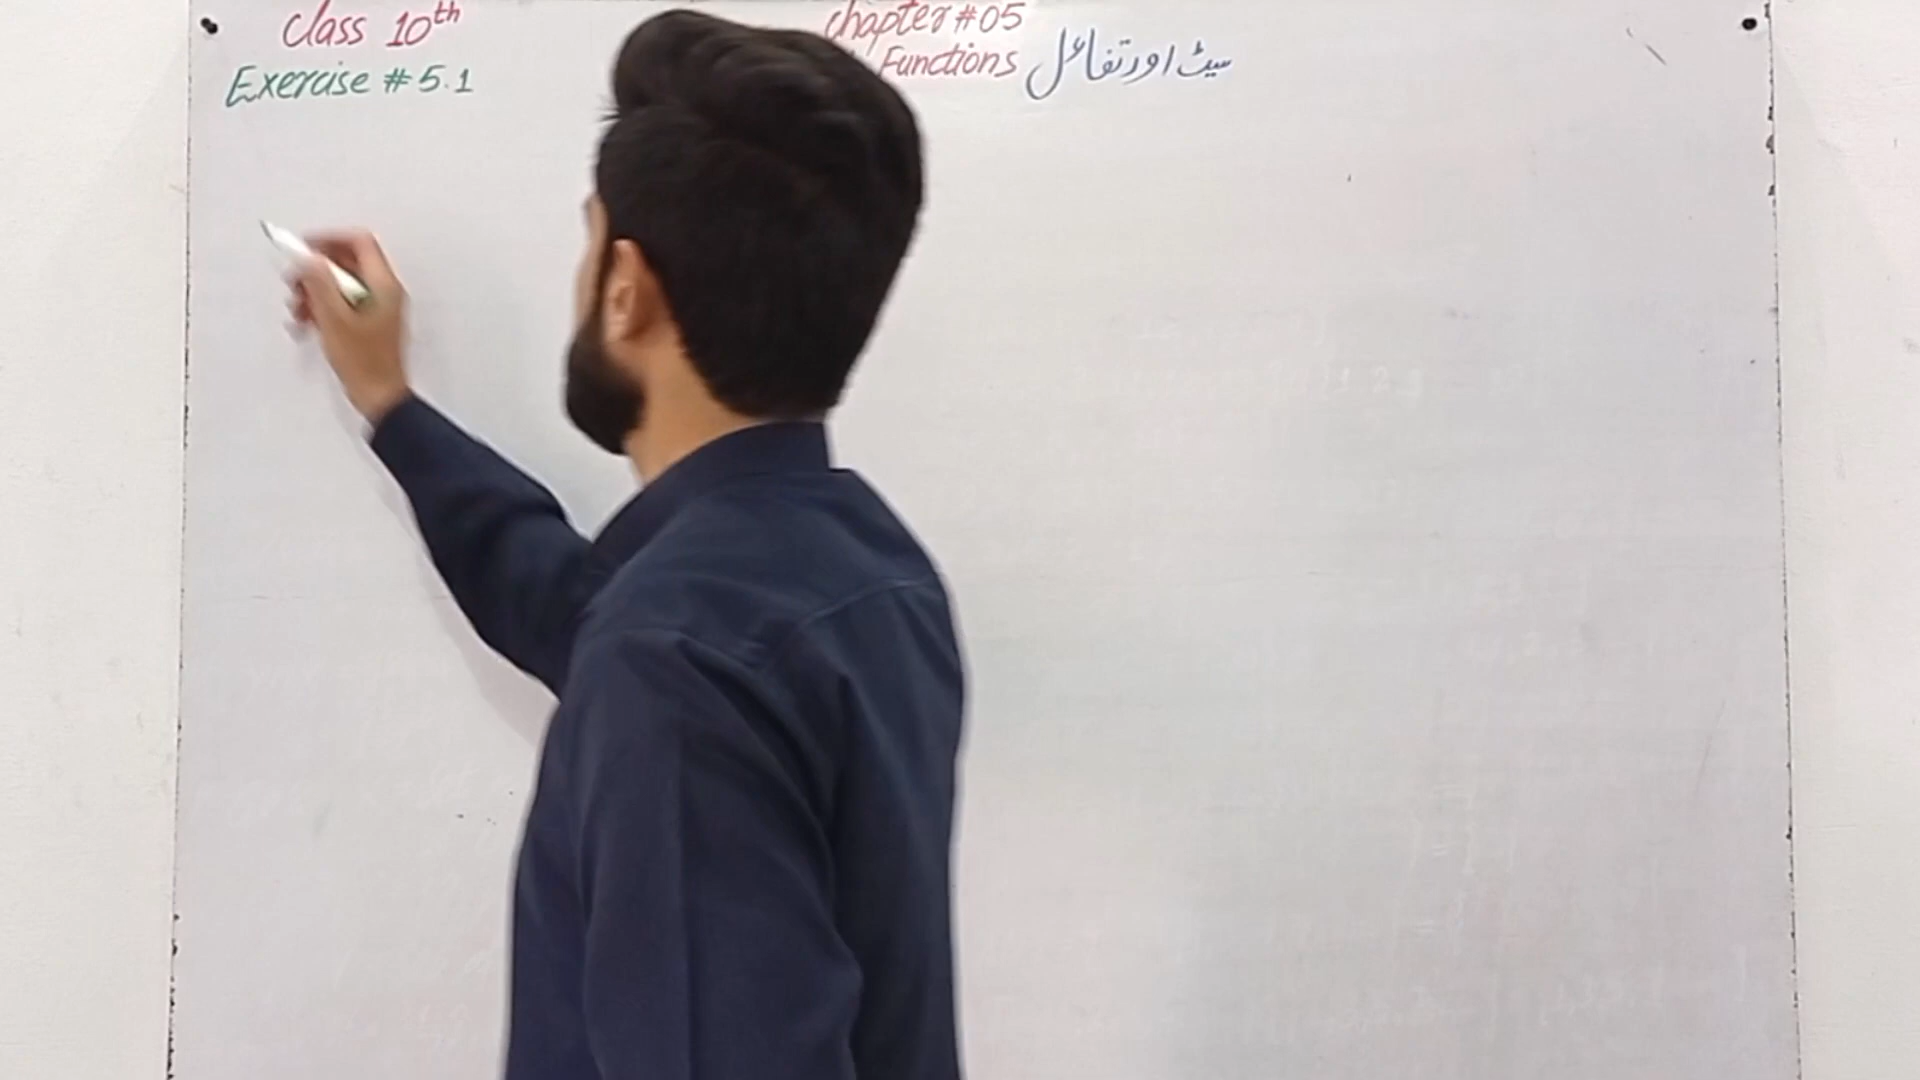 Class 10th
Exercise # 5.1
Chapter # 05
Functions سیٹ اور تفاعل